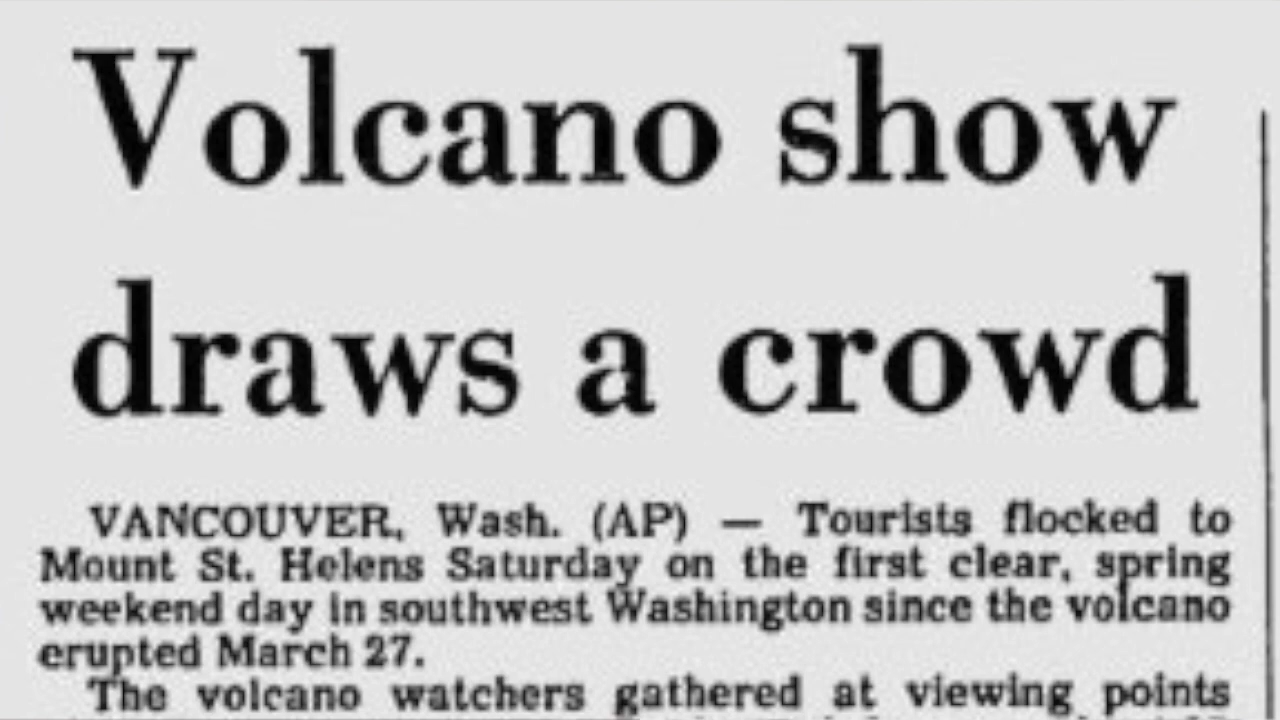 Volcano show
draws a crowd
VANCOUVER, Wash. (AP) — Tourists flocked to
Mount St. Helens Saturday on the first clear, spring
weekend day in southwest Washington since the volcano
erupted March 27.
The volcano watchers gathered at viewing points